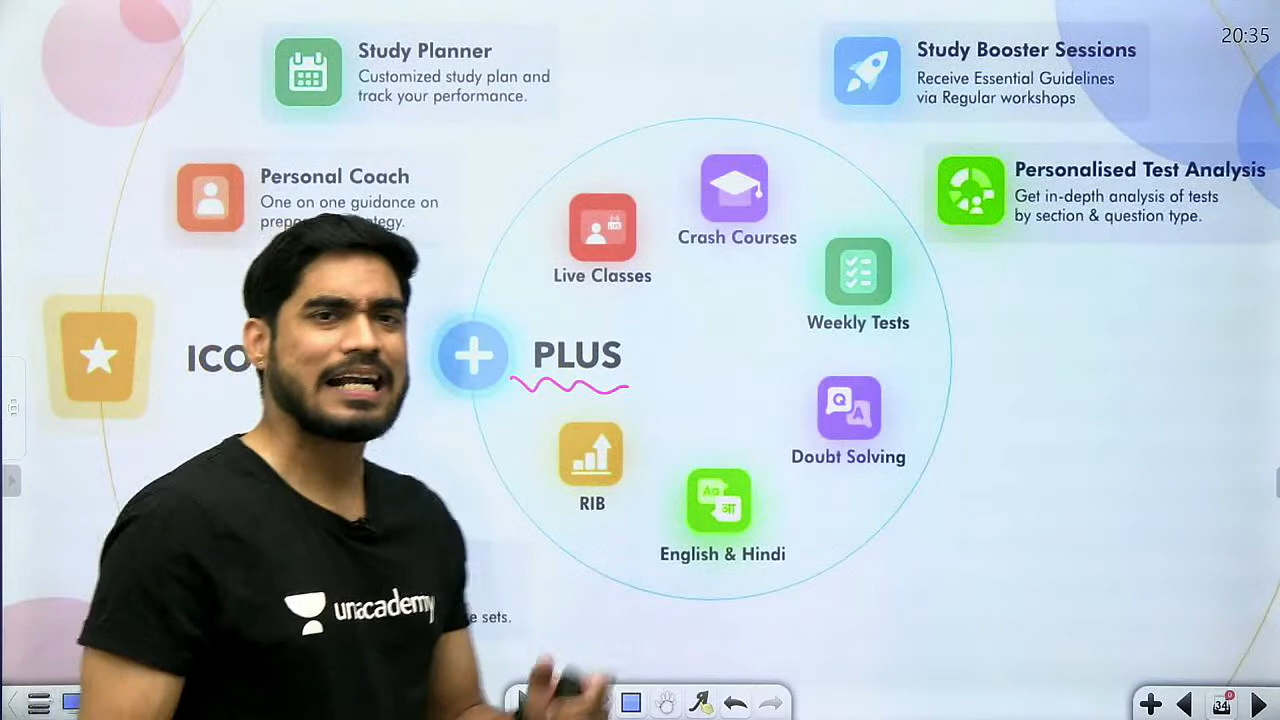 20:35
Study Planner
Customized study plan and
track your performance.
Study Booster Sessions
Receive Essential Guidelines
via Regular workshops
Personal Coach
One on one guidance on
Personalised Test Analysis
Get in-depth analysis of tests
by section & question type.
Live Classes
Crash Courses
Weekly Tests
ICO
PLUS
Doubt Solving
Q
A
RIB
Aa
अा
English & Hindi
unacademy
sets.
34
0